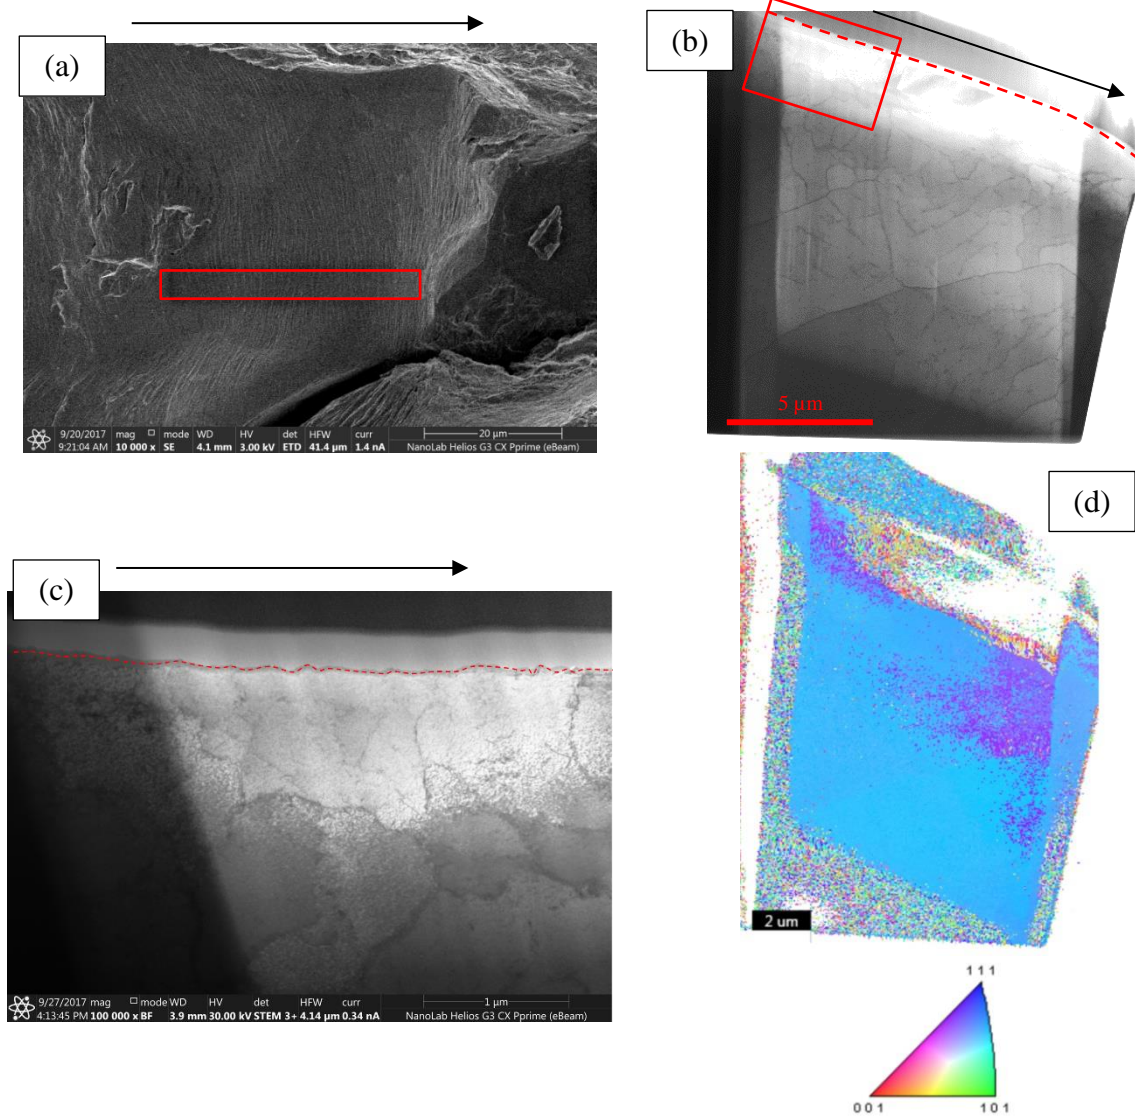 (a)
9/20/2017 mag mode WD HV det HFW curr 20 µm
9:21:04 AM 10 000 x SE 4.1 mm 3.00 kV ETD 41.4 µm 1.4 nA NanoLab Helios G3 CX Pprime (eBeam)
(b)
5 µm
(c)
9/27/2017 mag mode WD HV det HFW curr 1 µm
4:13:45 PM 100 000 x BF 3.9 mm 30.00 kV STEM 3+ 4.14 µm 0.34 nA NanoLab Helios G3 CX Pprime (eBeam)
(d)
2 um
1 1 1
0 0 1 1 0 1